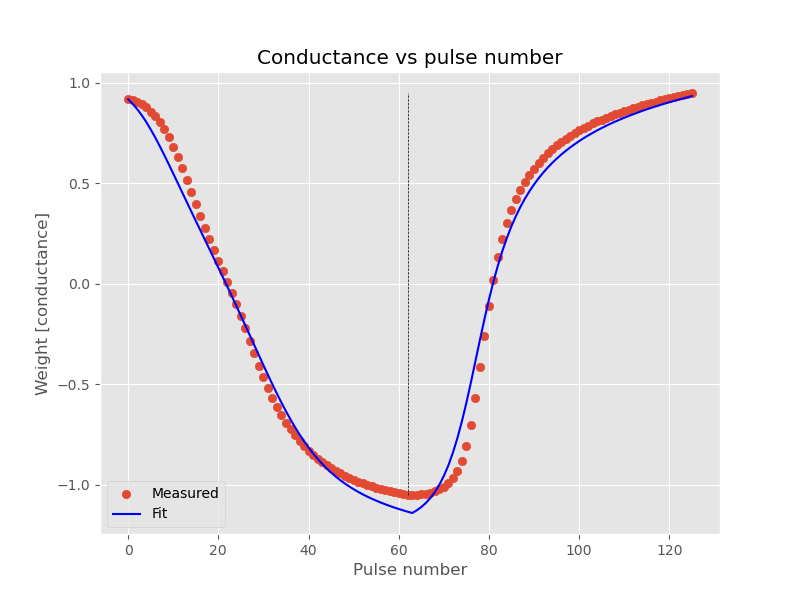 Conductance vs pulse number
Weight [conductance]
1.0
0.5
0.0
−0.5
−1.0
Measured
Fit
0 20 40 60 80 100 120
Pulse number